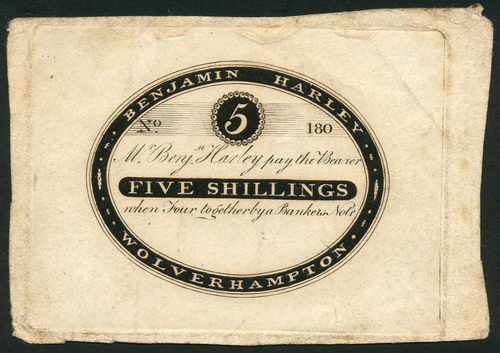 BENJAMIN HARLEY
5
No. 180
Mr. Benjn. Harley pay the Bearer
FIVE SHILLINGS
when Four together by a Bankers Note
WOLVERHAMPTON